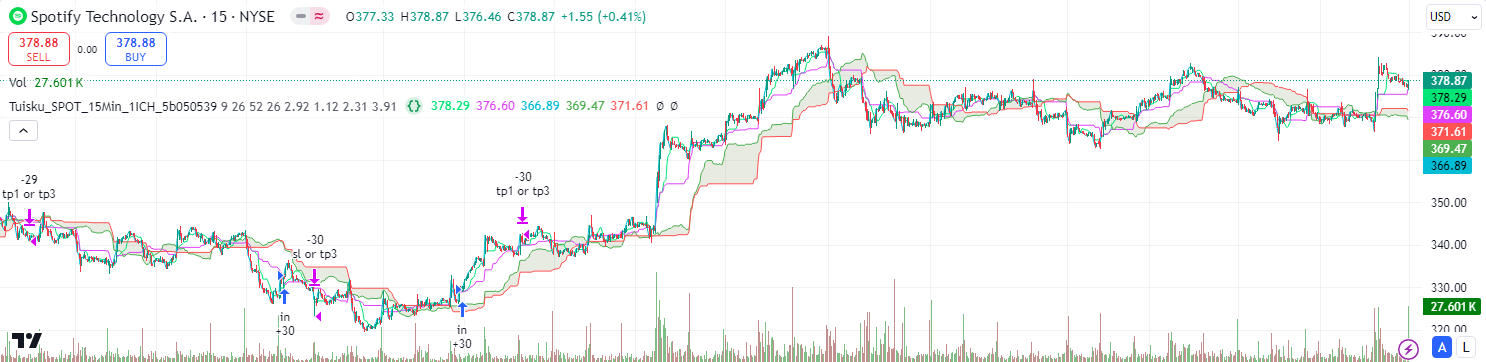 Spotify Technology S.A. · 15 · NYSE O377.33 H378.87 L376.46 C378.87 +1.55 (+0.41%)
USD
378.88 SELL
0.00
378.88 BUY
Vol 27.601 K
Tuisku_SPOT_15Min_1ICH_5b050539 9 26 52 26 2.92 1.12 2.31 3.91 {} 378.29 376.60 366.89 369.47 371.61 Ø Ø
378.87
378.29
376.60
371.61
369.47
366.89
350.00
340.00
330.00
27.601 K
320.00
-29
tp1 or tp3
-30
sl or tp3
in
+30
-30
tp1 or tp3
in
+30
A L